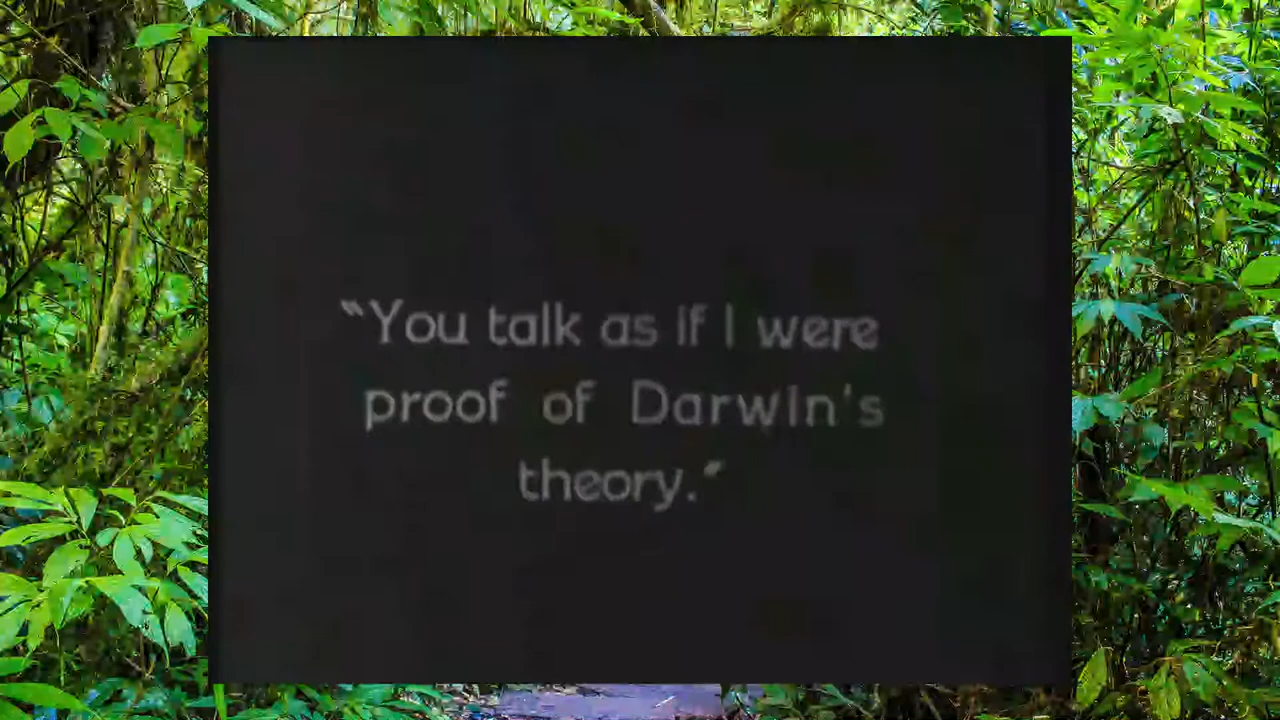 “You talk as if I were
proof of Darwin's
theory.”